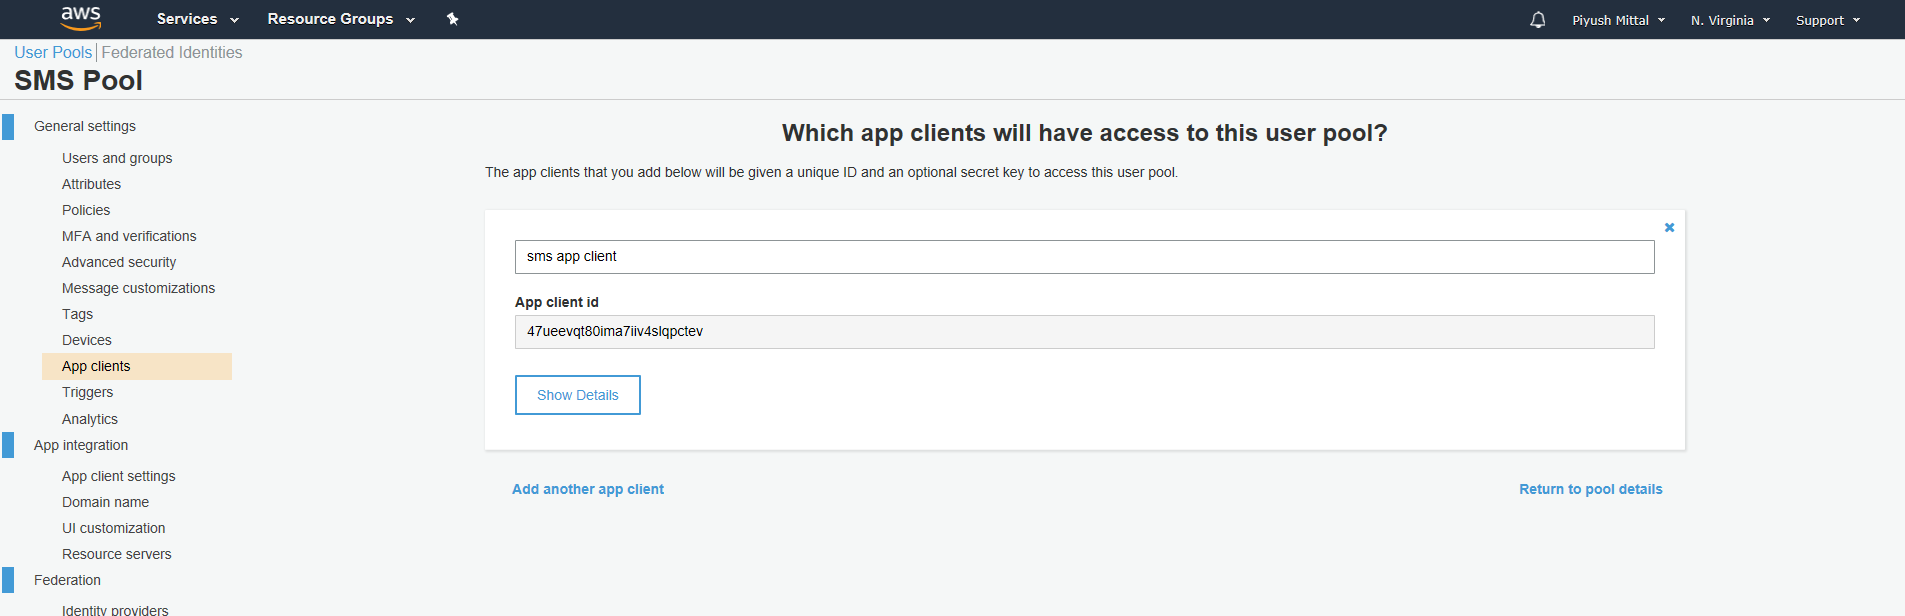 aws Services Resource Groups Piyush Mittal N. Virginia Support
User Pools Federated Identities
SMS Pool
General settings
Users and groups
Attributes
Policies
MFA and verifications
Advanced security
Message customizations
Tags
Devices
App clients
Triggers
Analytics
App integration
App client settings
Domain name
UI customization
Resource servers
Federation
Identity providers
Which app clients will have access to this user pool?
The app clients that you add below will be given a unique ID and an optional secret key to access this user pool.
sms app client
App client id
47ueevqt80ima7iiv4slqpctev
Show Details
Add another app client Return to pool details